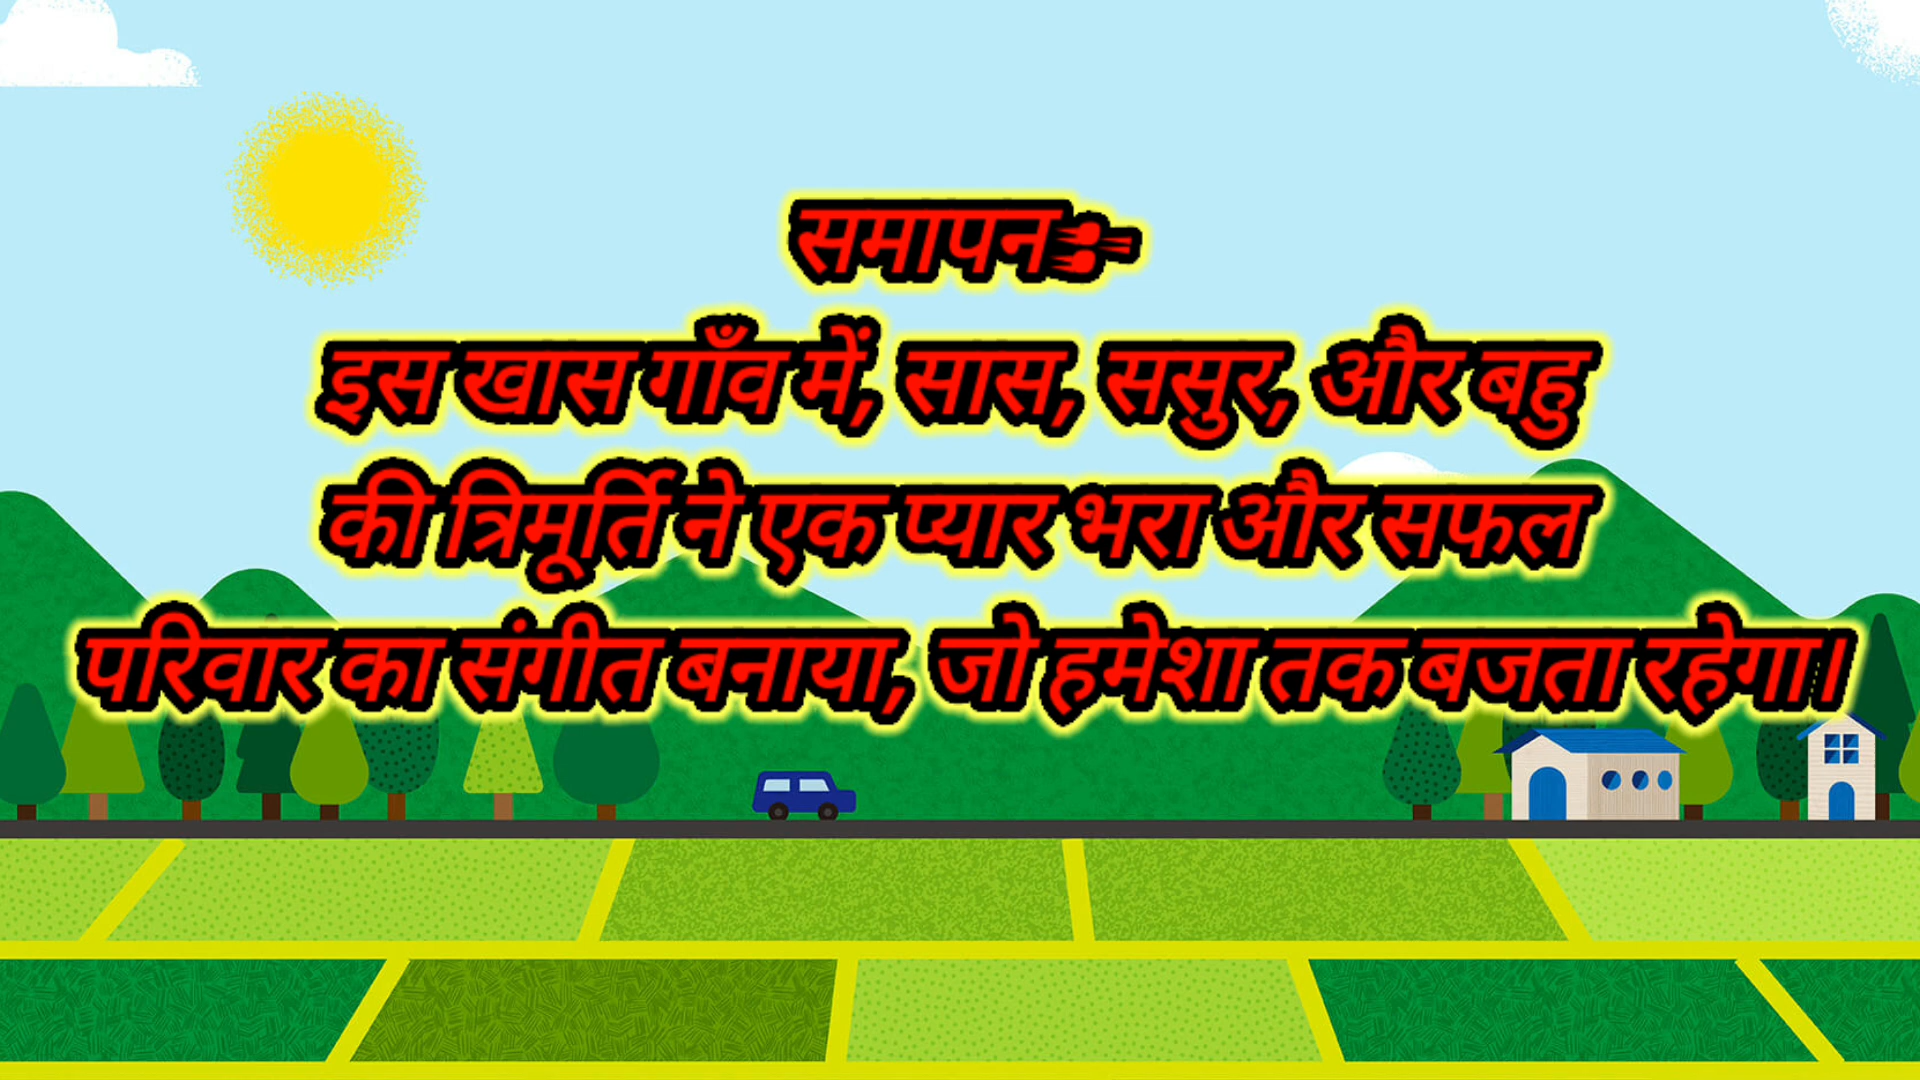 समापन:-
इस खास गाँव में, सास, ससुर, और बहु
की त्रिमूर्ति ने एक प्यार भरा और सफल
परिवार का संगीत बनाया, जो हमेशा तक बजता रहेगा।